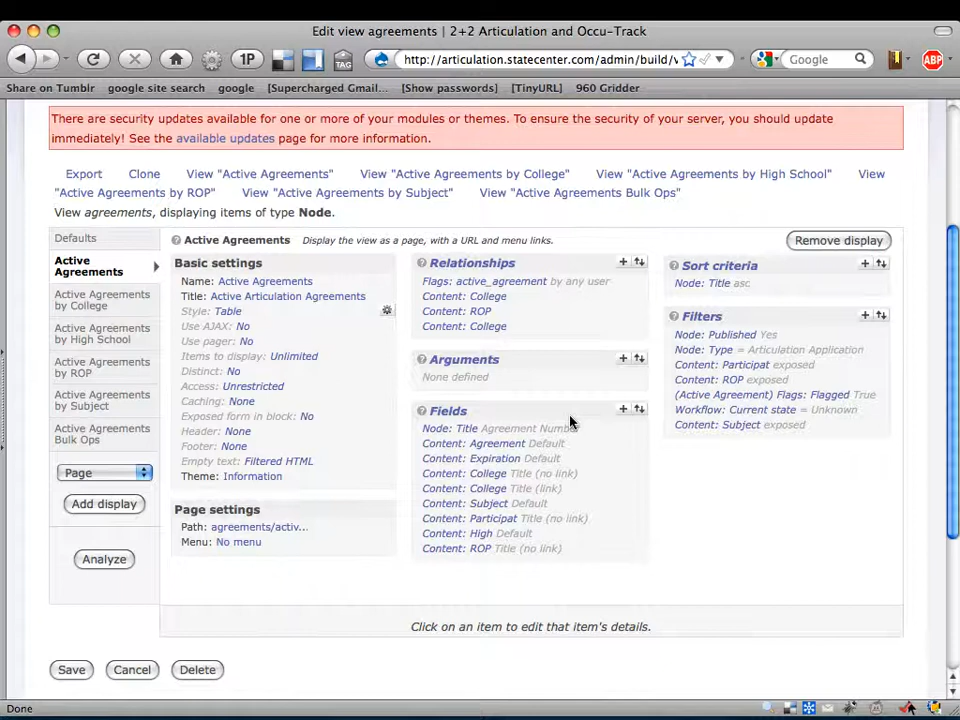 Edit view agreements | 2+2 Articulation and Occu-Track
1P
TAG
http://articulation.statecenter.com/admin/build/v
Google
ABP
Share on Tumblr google site search google [Supercharged Gmail... [Show passwords] [TinyURL] 960 Gridder
There are security updates available for one or more of your modules or themes. To ensure the security of your server, you should update
immediately! See the available updates page for more information.
Export Clone View "Active Agreements" View "Active Agreements by College" View "Active Agreements by High School" View
"Active Agreements by ROP" View "Active Agreements by Subject" View "Active Agreements Bulk Ops"
View agreements, displaying items of type Node.
Defaults
Active
Agreements
Active Agreements
by College
Active Agreements
by High School
Active Agreements
by ROP
Active Agreements
by Subject
Active Agreements
Bulk Ops
Page
Add display
Analyze
Active Agreements Display the view as a page, with a URL and menu links.
Remove display
Basic settings
Name: Active Agreements
Title: Active Articulation Agreements
Style: Table
Use AJAX: No
Use pager: No
Items to display: Unlimited
Distinct: No
Access: Unrestricted
Caching: None
Exposed form in block: No
Header: None
Footer: None
Empty text: Filtered HTML
Theme: Information
Page settings
Path: agreements/activ...
Menu: No menu
Relationships
Flags: active_agreement by any user
Content: College
Content: ROP
Content: College
Arguments
None defined
Fields
Node: Title Agreement Number
Content: Agreement Default
Content: Expiration Default
Content: College Title (no link)
Content: College Title (link)
Content: Subject Default
Content: Participat Title (no link)
Content: High Default
Content: ROP Title (no link)
Sort criteria
Node: Title asc
Filters
Node: Published Yes
Node: Type = Articulation Application
Content: Participat exposed
Content: ROP exposed
(Active Agreement) Flags: Flagged True
Workflow: Current state = Unknown
Content: Subject exposed
Click on an item to edit that item's details.
Save Cancel Delete
Done